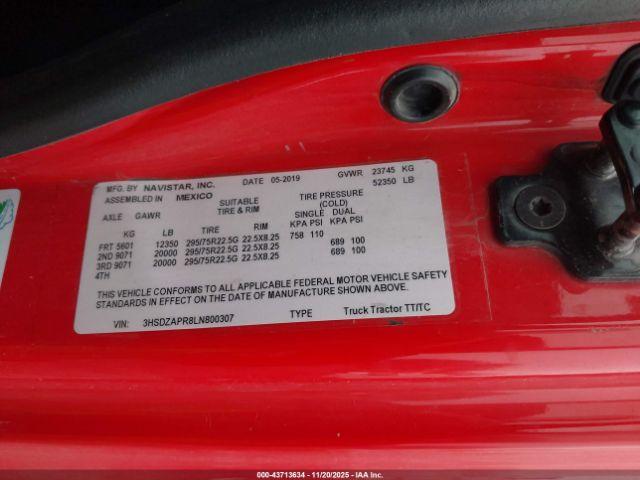 MFG. BY NAVISTAR, INC. DATE 05-2019 GVWR 23745 KG
52350 LB
ASSEMBLED IN MEXICO
SUITABLE TIRE PRESSURE
AXLE GAWR TIRE & RIM (COLD)
SINGLE DUAL
KG LB TIRE RIM KPA PSI KPA PSI
FRT 5601 12350 295/75R22.5G 22.5X8.25 758 110
2ND 9071 20000 295/75R22.5G 22.5X8.25 689 100
3RD 9071 20000 295/75R22.5G 22.5X8.25 689 100
4TH
THIS VEHICLE CONFORMS TO ALL APPLICABLE FEDERAL MOTOR VEHICLE SAFETY
STANDARDS IN EFFECT ON THE DATE OF MANUFACTURE SHOWN ABOVE.
VIN: 3HSDZAPR8LN800307 TYPE Truck Tractor TT/TC
000-43713634 - 11/20/2025 - IAA Inc.